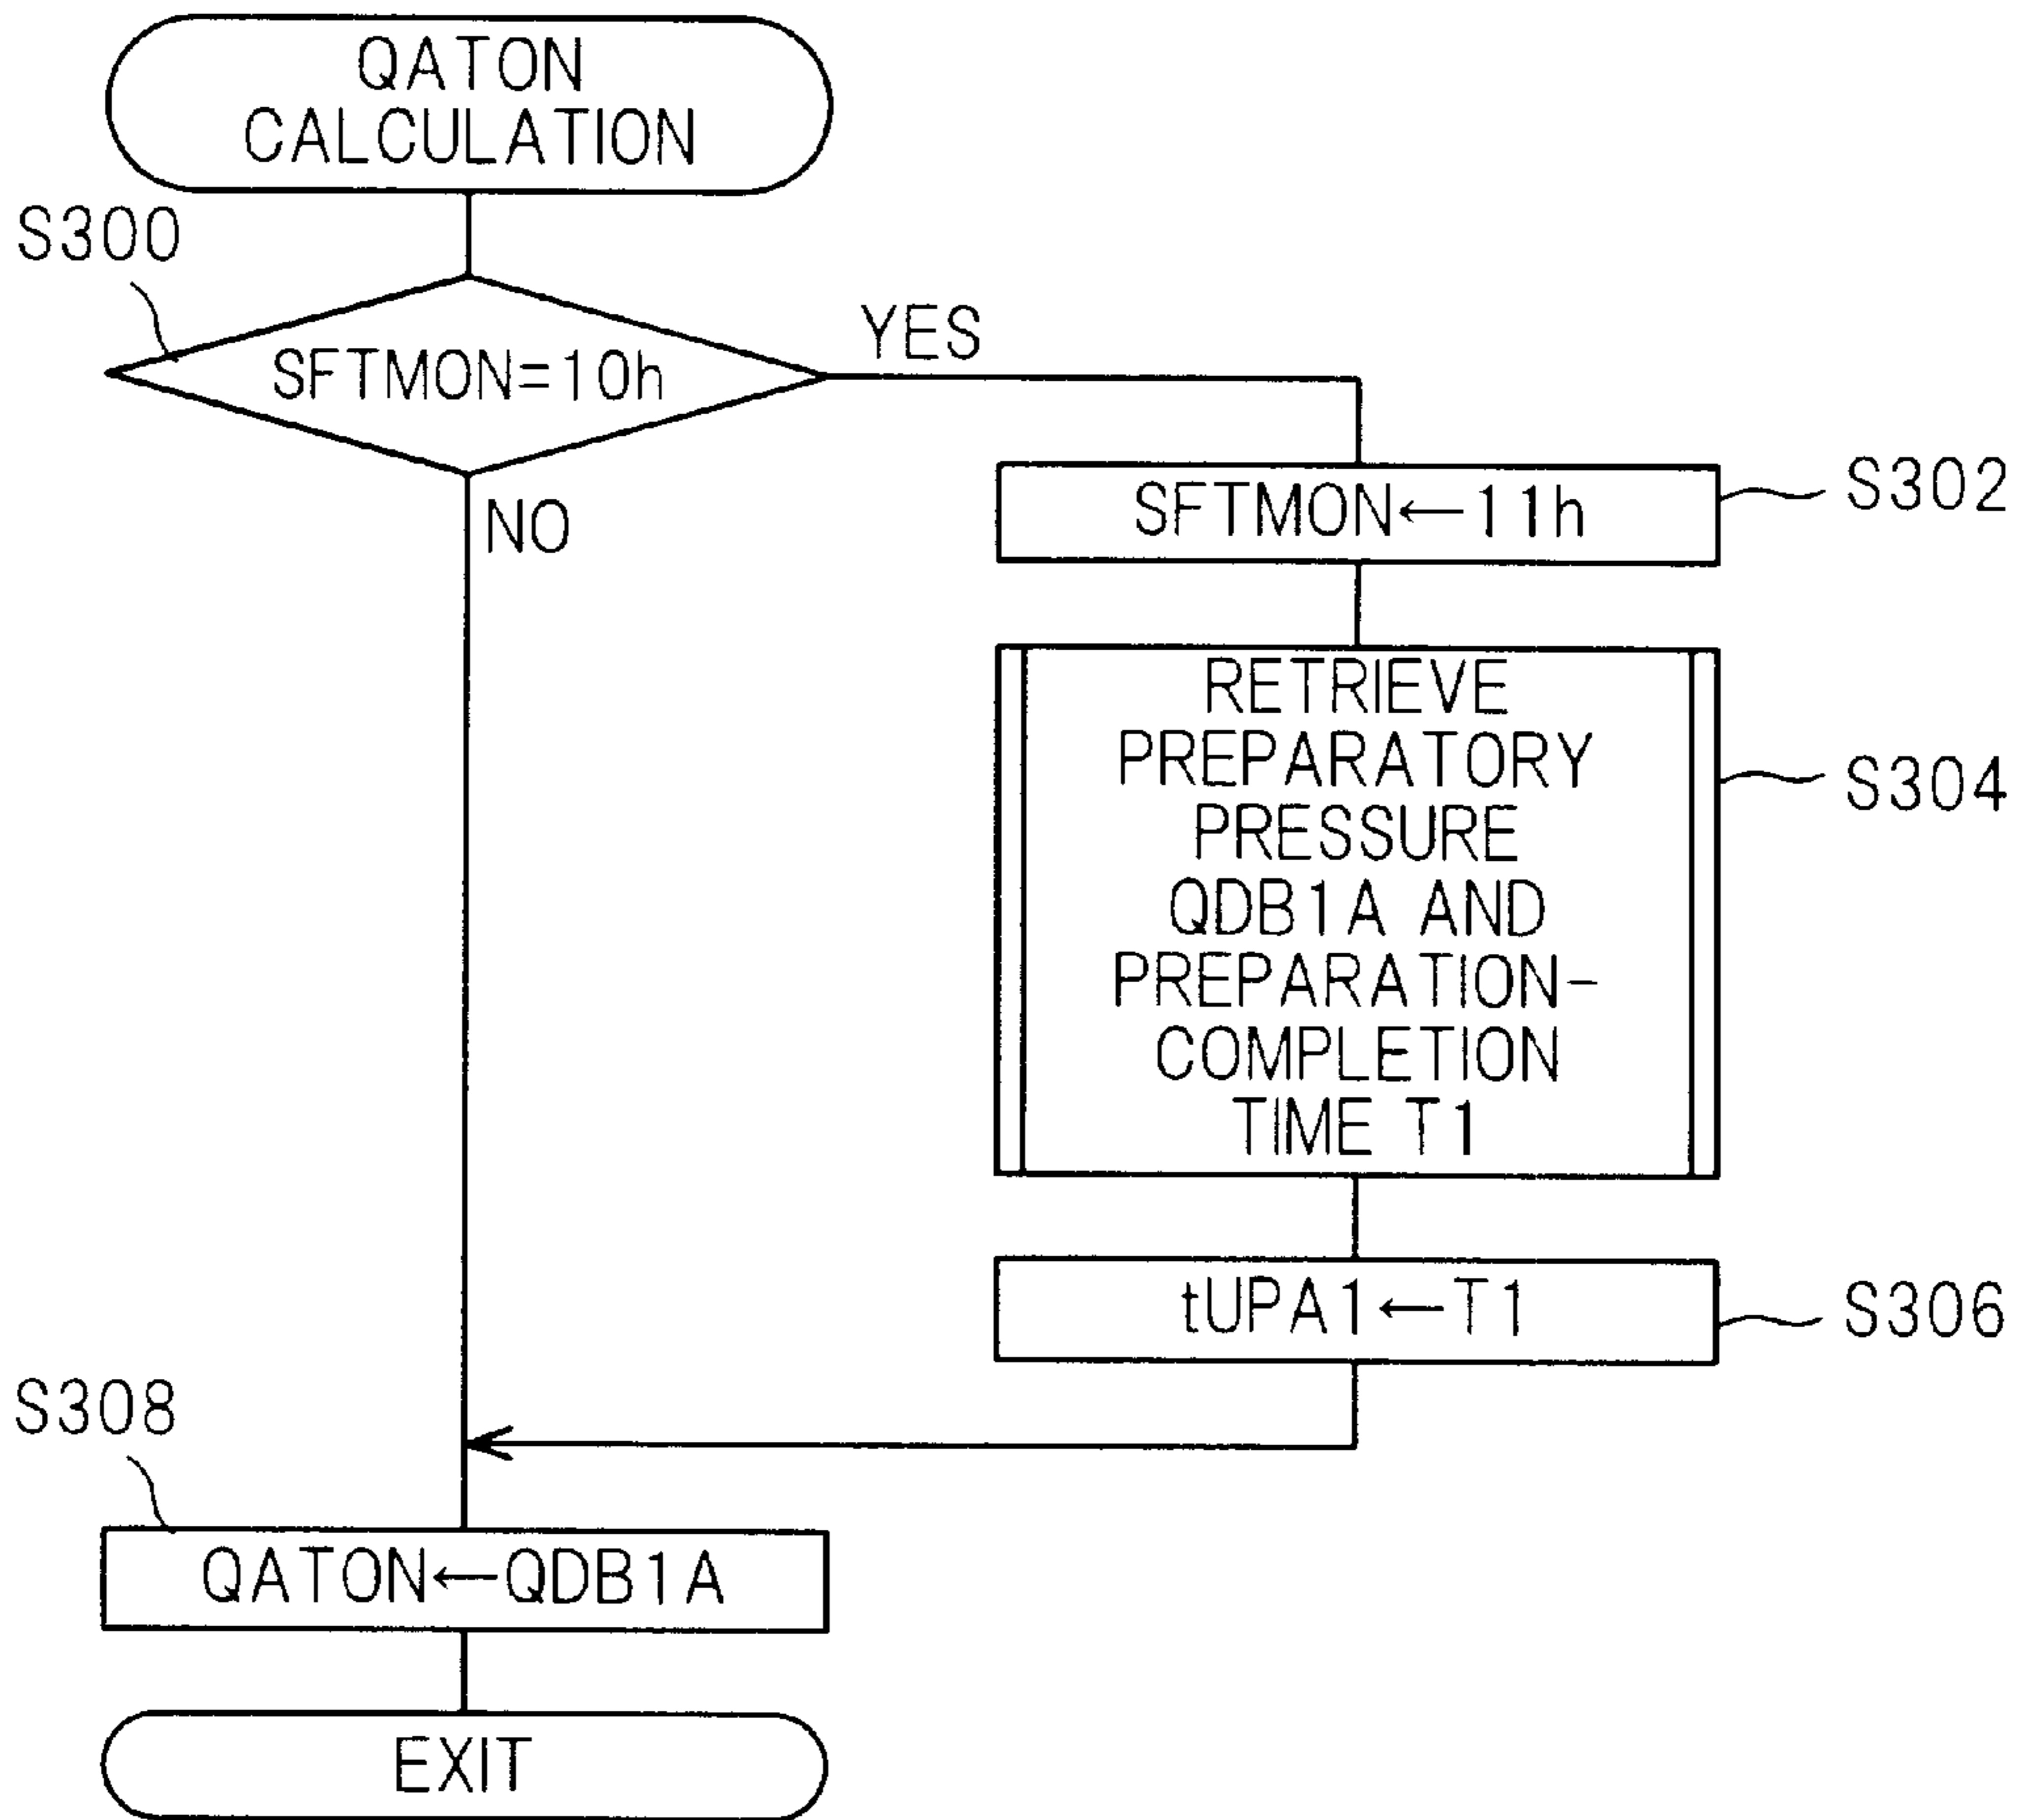 QATON
CALCULATION
S300
SFTMON=10h
YES
NO
SFTMON←11h
S302
RETRIEVE
PREPARATORY
PRESSURE
QDB1A AND
PREPARATION-
COMPLETION
TIME T1
S304
tUPA1←T1
S306
S308
QATON←QDB1A
EXIT